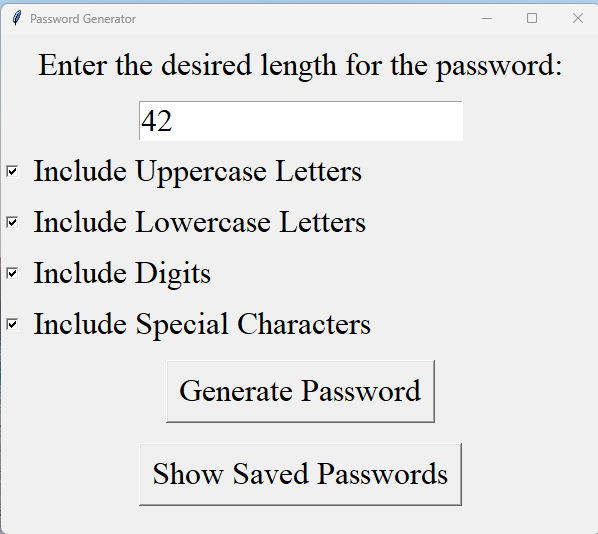 Password Generator
Enter the desired length for the password:
42
Include Uppercase Letters
Include Lowercase Letters
Include Digits
Include Special Characters
Generate Password
Show Saved Passwords